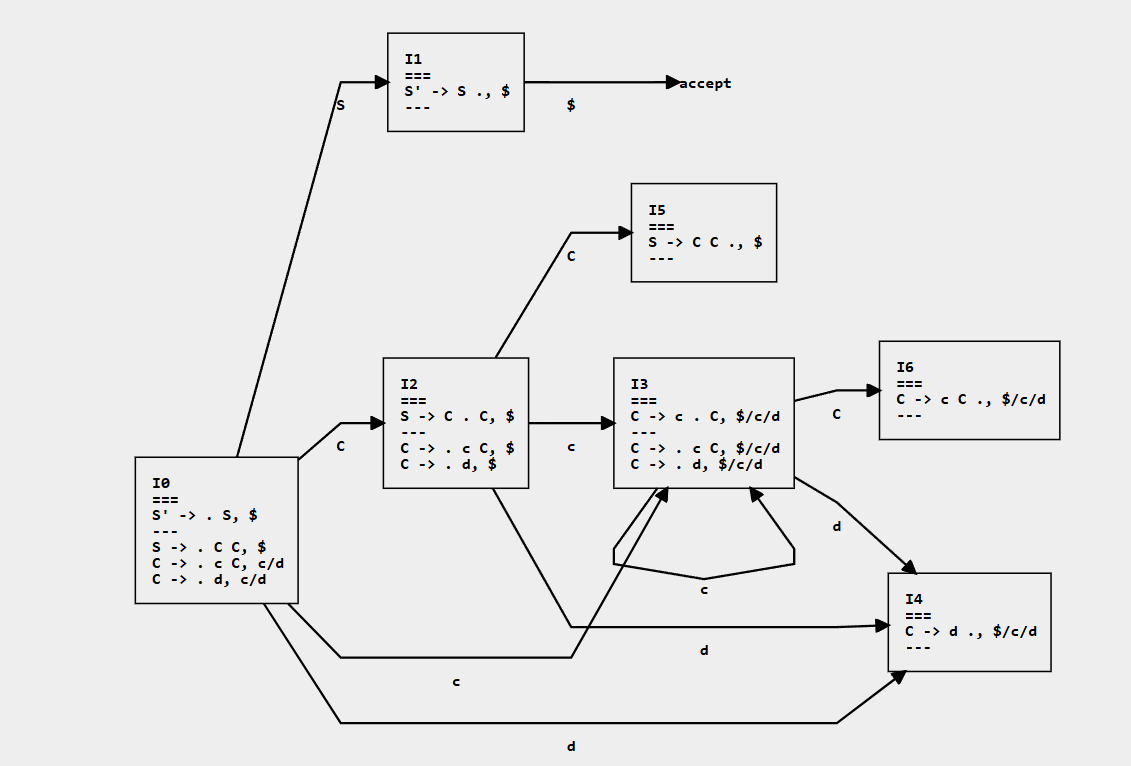 I1
===
S' -> S ., $
---
S
$
accept
I5
===
S -> C C ., $
---
C
I2
===
S -> C . C, $
---
C -> . c C, $
C -> . d, $
C
c
I3
===
C -> c . C, $/c/d
---
C -> . c C, $/c/d
C -> . d, $/c/d
C
I6
===
C -> c C ., $/c/d
---
I0
===
S' -> . S, $
---
S -> . C C, $
C -> . c C, c/d
C -> . d, c/d
d
c
I4
===
C -> d ., $/c/d
---
d
c
d